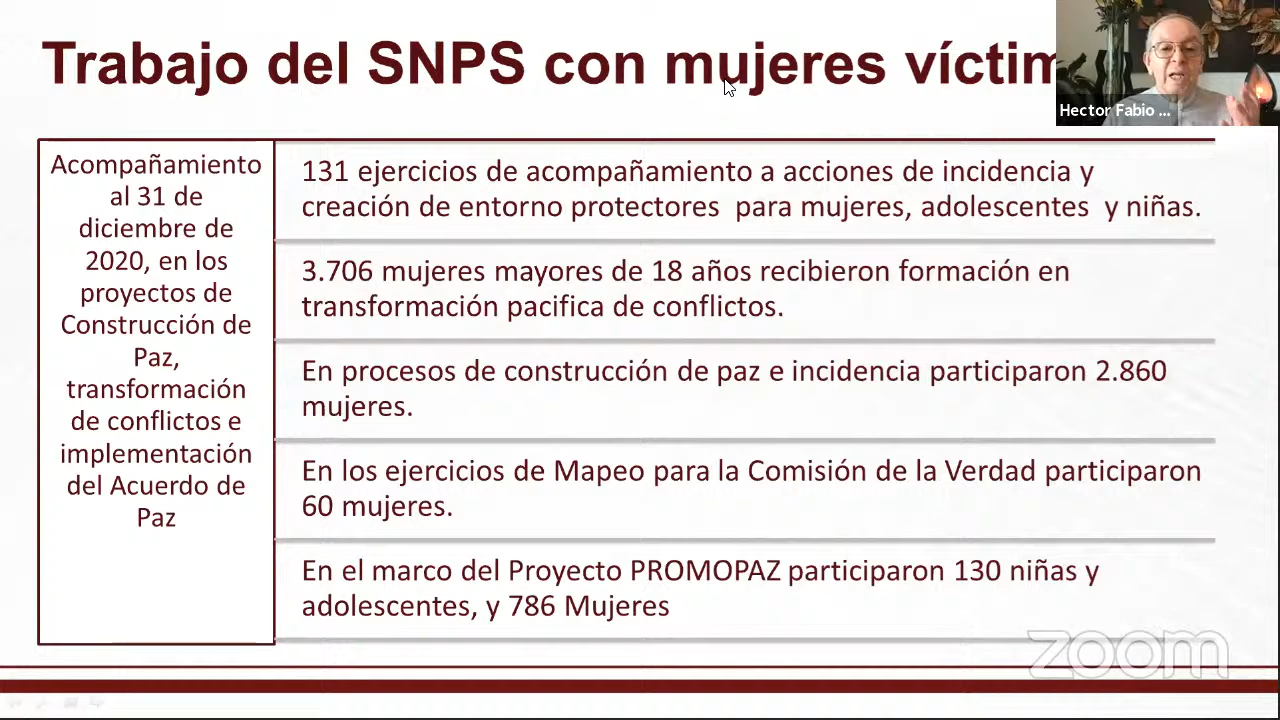 Trabajo del SNPS con mujeres víctim
Hector Fabio ...
Acompañamiento
al 31 de
diciembre de
2020, en los
proyectos de
Construcción de
Paz,
transformación
de conflictos e
implementación
del Acuerdo de
Paz
131 ejercicios de acompañamiento a acciones de incidencia y
creación de entorno protectores para mujeres, adolescentes y niñas.
3.706 mujeres mayores de 18 años recibieron formación en
transformación pacifica de conflictos.
En procesos de construcción de paz e incidencia participaron 2.860
mujeres.
En los ejercicios de Mapeo para la Comisión de la Verdad participaron
60 mujeres.
En el marco del Proyecto PROMOPAZ participaron 130 niñas y
adolescentes, y 786 Mujeres
zoom